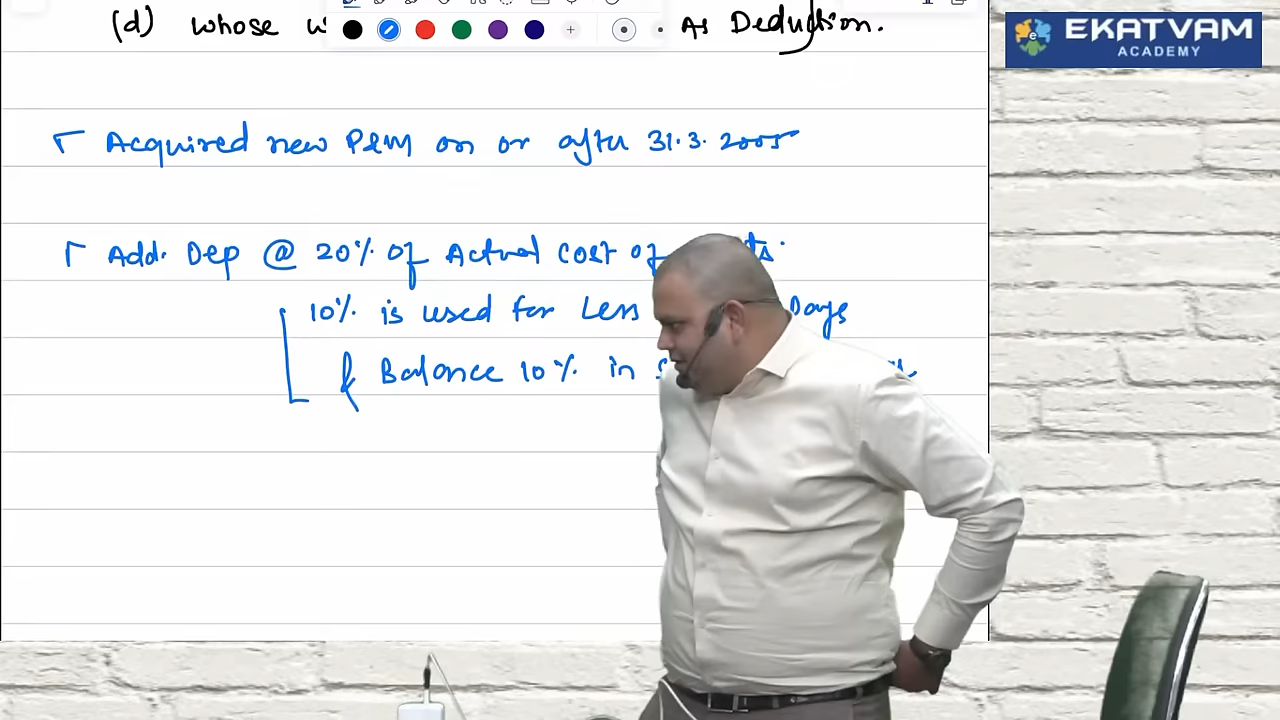 (d) whose As Deduction.
EKATVAM
ACADEMY
Acquired new P&M on or after 31.3.2005
Add. Dep @ 20% of Actual Cost of
10% is used for Less Days
& Balance 10% in